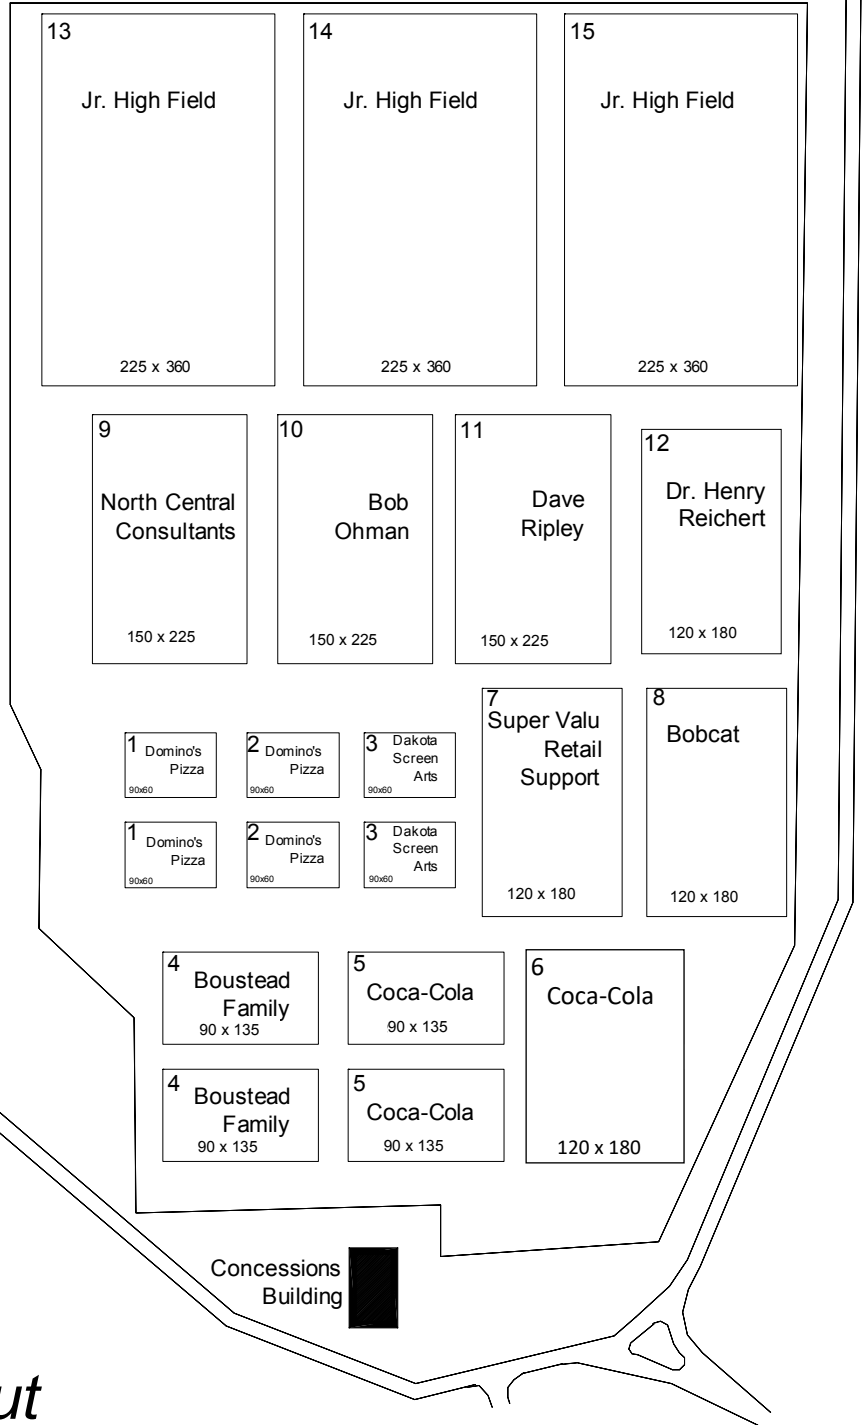 13
Jr. High Field
225 x 360
14
Jr. High Field
225 x 360
15
Jr. High Field
225 x 360
9
North Central
Consultants
150 x 225
10
Bob
Ohman
150 x 225
11
Dave
Ripley
150 x 225
12
Dr. Henry
Reichert
120 x 180
1
Domino's
Pizza
90x60
2
Domino's
Pizza
90x60
3
Dakota
Screen
Arts
90x60
7
Super Valu
Retail
Support
120 x 180
8
Bobcat
120 x 180
1
Domino's
Pizza
90x60
2
Domino's
Pizza
90x60
3
Dakota
Screen
Arts
90x60
4
Boustead
Family
90 x 135
5
Coca-Cola
90 x 135
6
Coca-Cola
120 x 180
4
Boustead
Family
90 x 135
5
Coca-Cola
90 x 135
Concessions
Building
ut